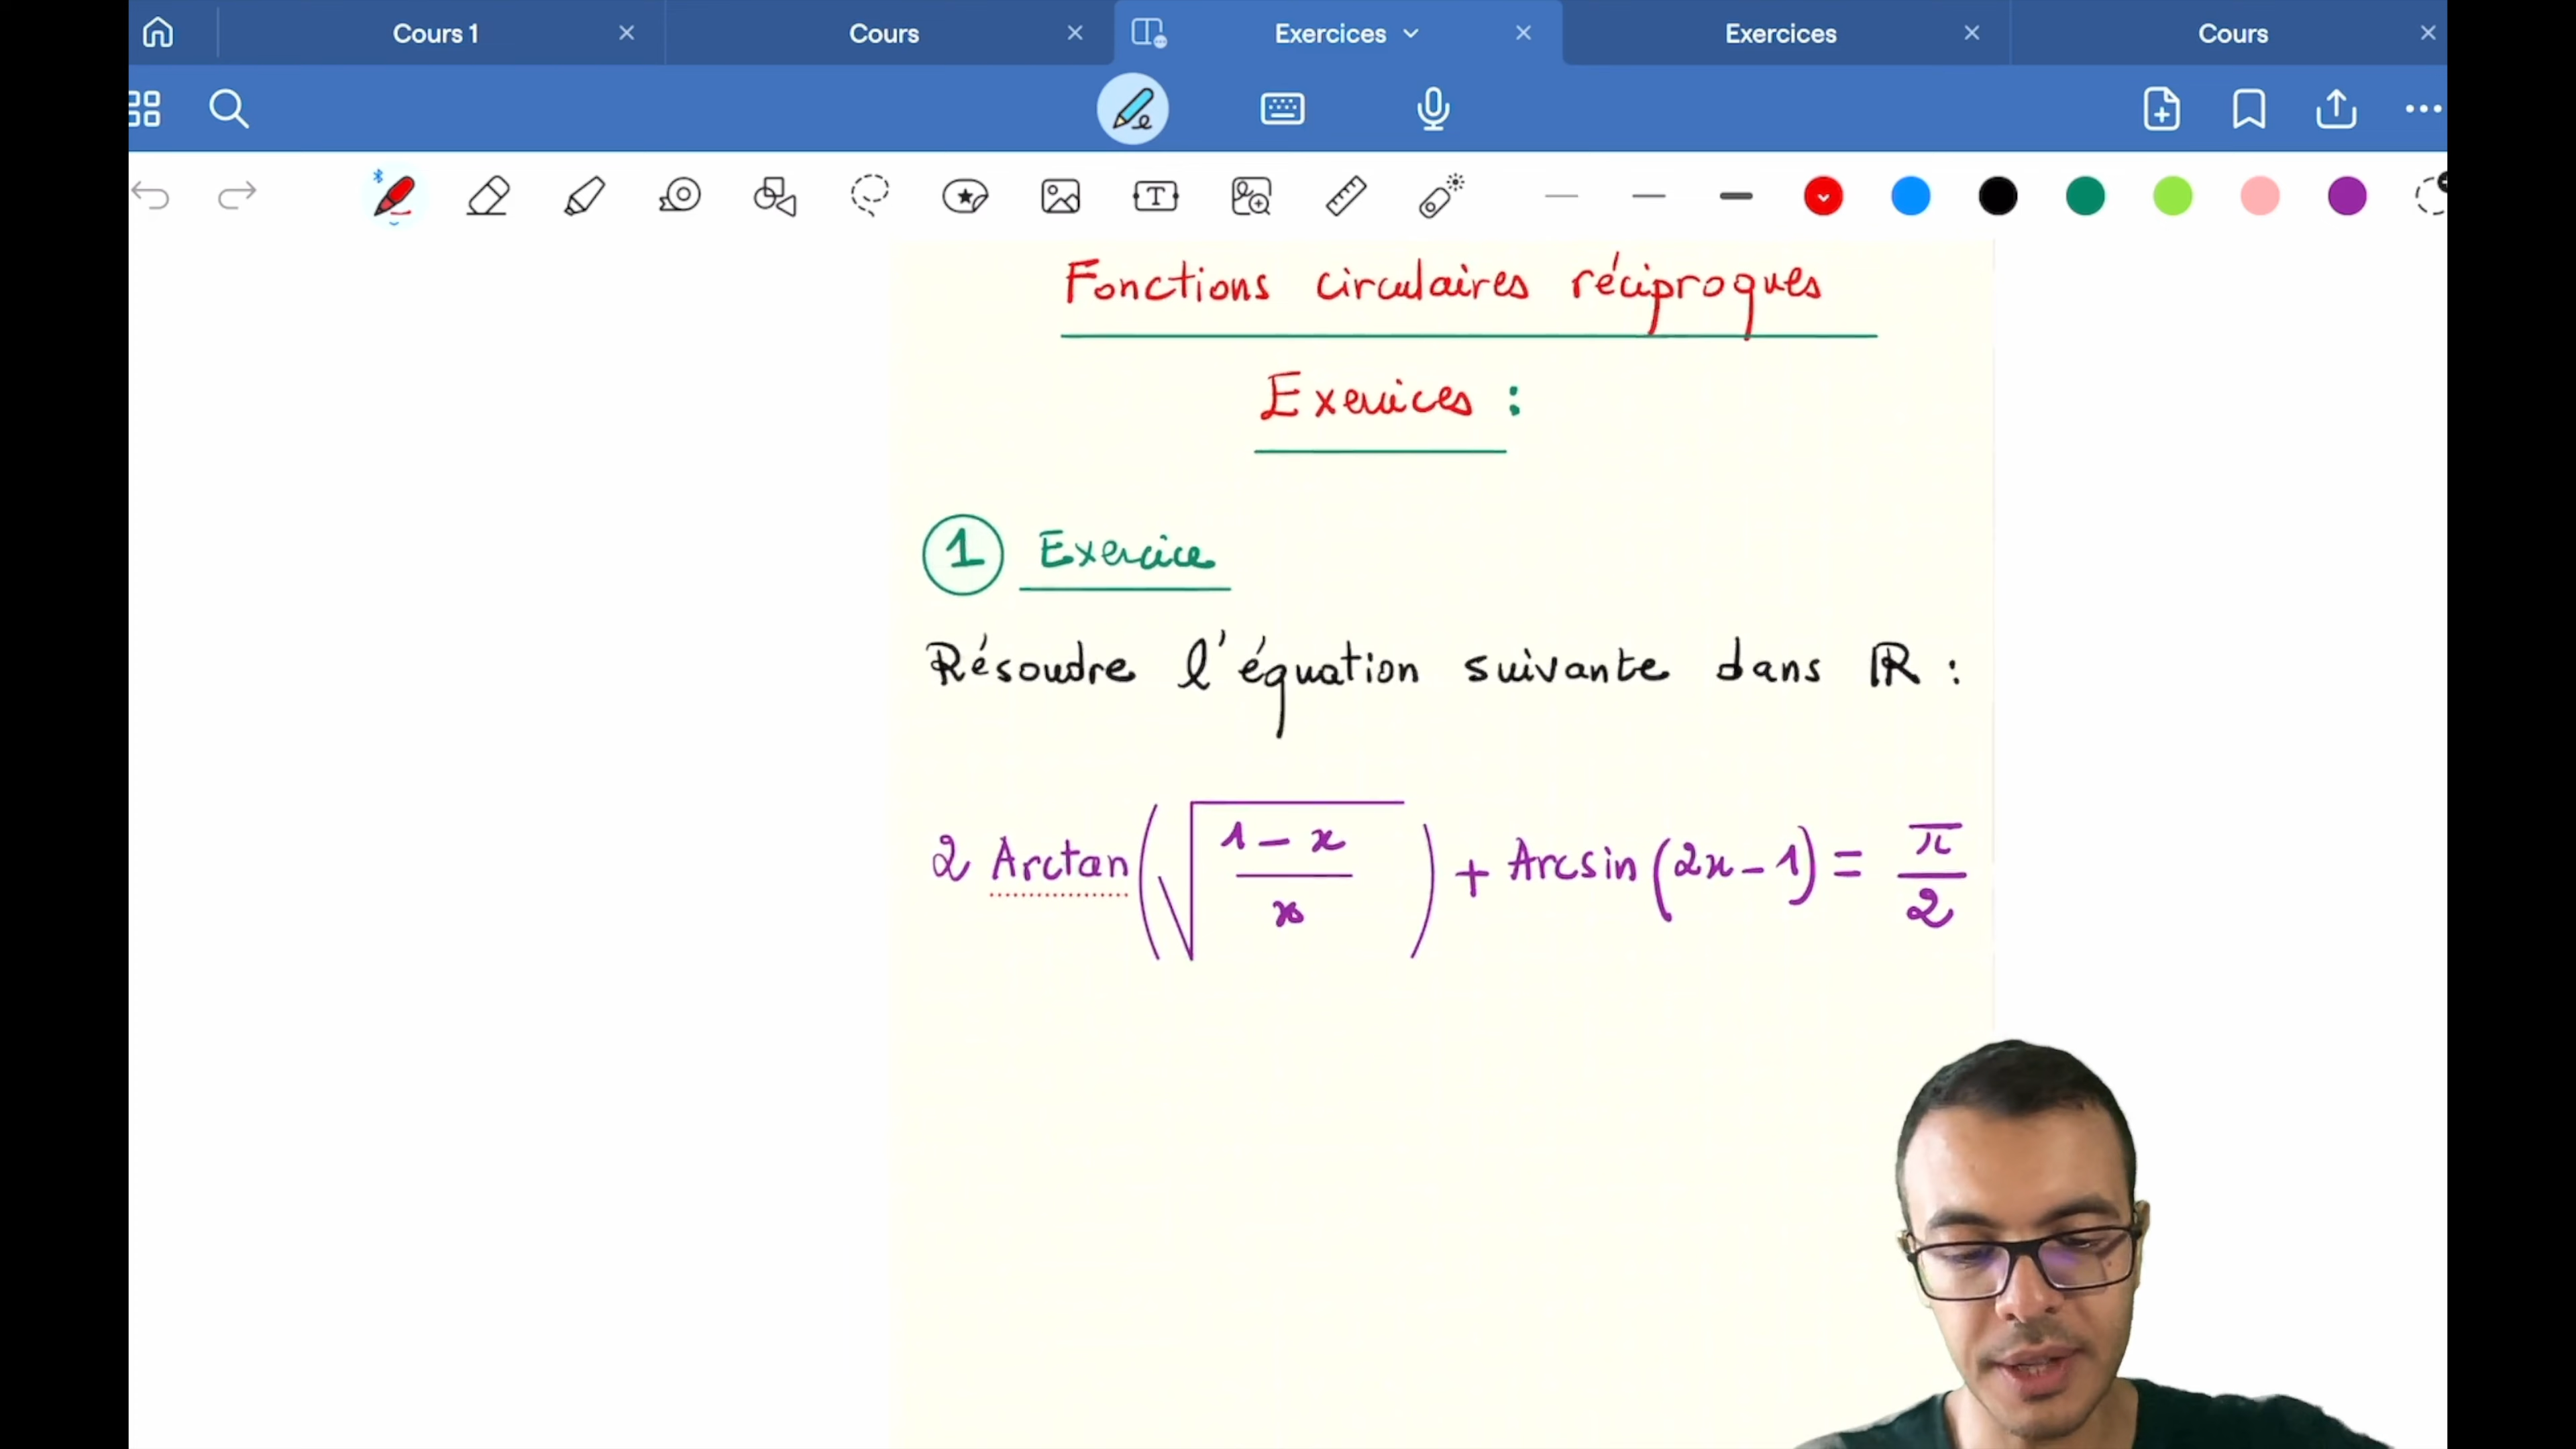 Cours 1 Cours Exercices Exercices Cours
Fonctions circulaires réciproques
Exercices :
1 Exercice
Résoudre l'équation suivante dans ℝ :
2 Arctan(√((1-x)/x)) + Arcsin(2x-1) = π/2